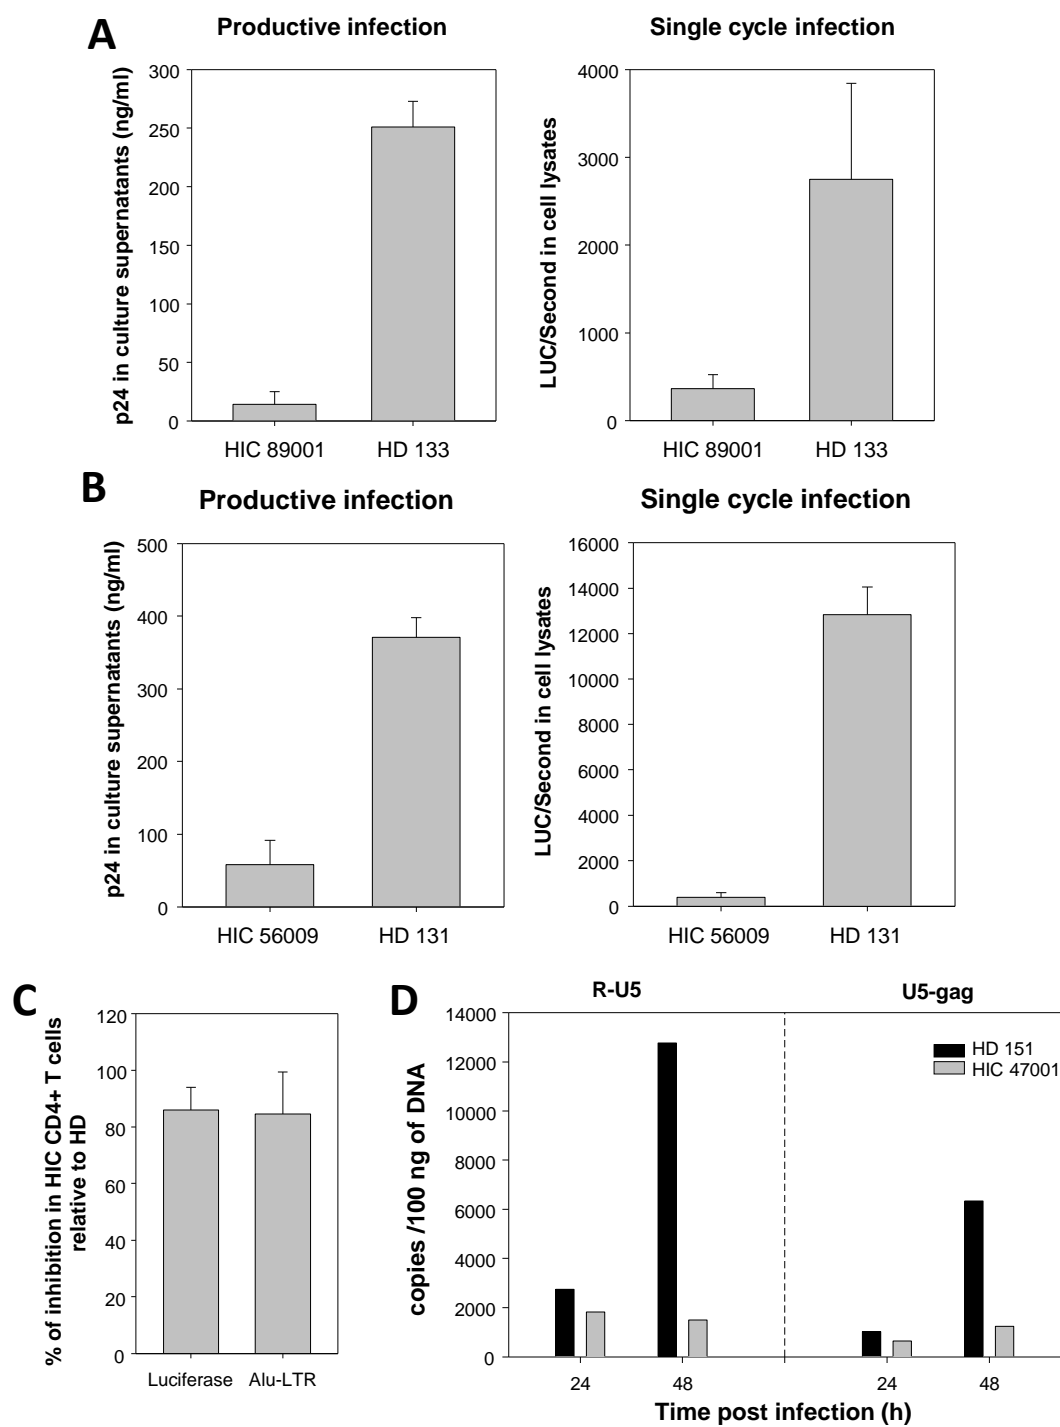 A
Productive infection
Single cycle infection
p24 in culture supernatants (ng/ml)
300
250
200
150
100
50
0
HIC 89001
HD 133
LUC/Second in cell lysates
4000
3000
2000
1000
0
HIC 89001
HD 133
B
Productive infection
Single cycle infection
p24 in culture supernatants (ng/ml)
500
400
300
200
100
0
HIC 56009
HD 131
LUC/Second in cell lysates
16000
14000
12000
10000
8000
6000
4000
2000
0
HIC 56009
HD 131
C
% of inhibition in HIC CD4+ T cells
relative to HD
120
100
80
60
40
20
0
Luciferase
Alu-LTR
D
R-U5
U5-gag
copies /100 ng of DNA
14000
12000
10000
8000
6000
4000
2000
0
HD 151
HIC 47001
24
48
24
48
Time post infection (h)